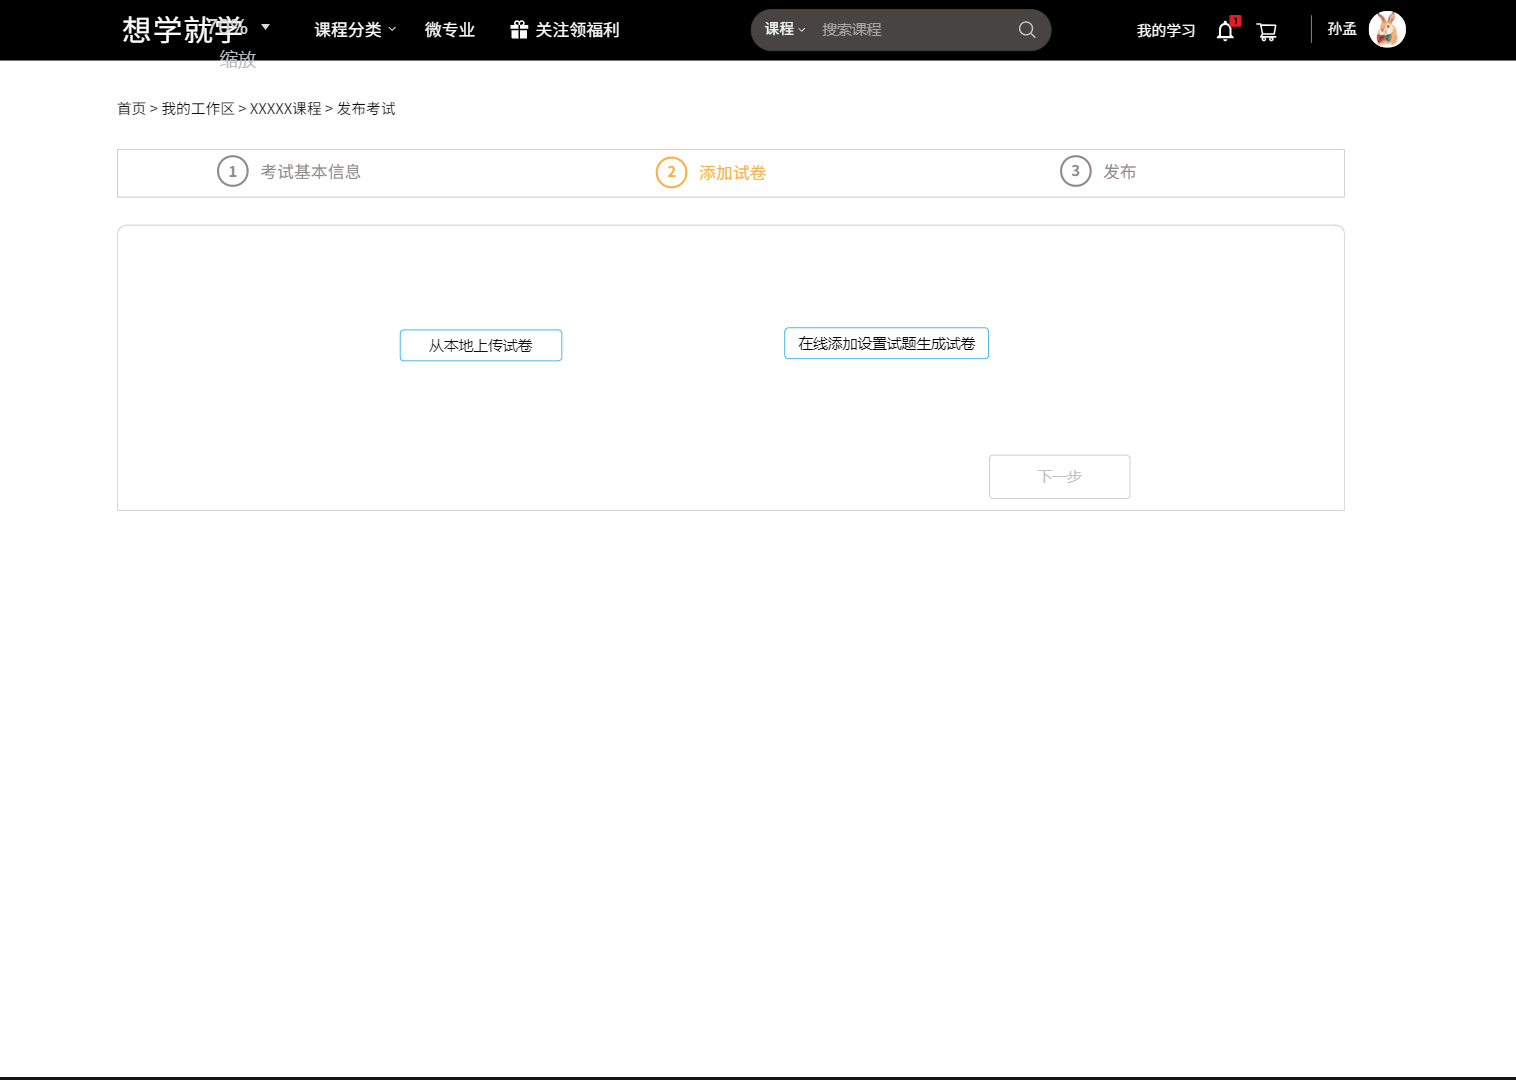 想学就学 课程分类 微专业 关注领福利 课程 搜索课程 我的学习 1 孙孟
缩放
首页 > 我的工作区 > XXXXX课程 > 发布考试
1 考试基本信息 2 添加试卷 3 发布
从本地上传试卷 在线添加设置试题生成试卷
下一步